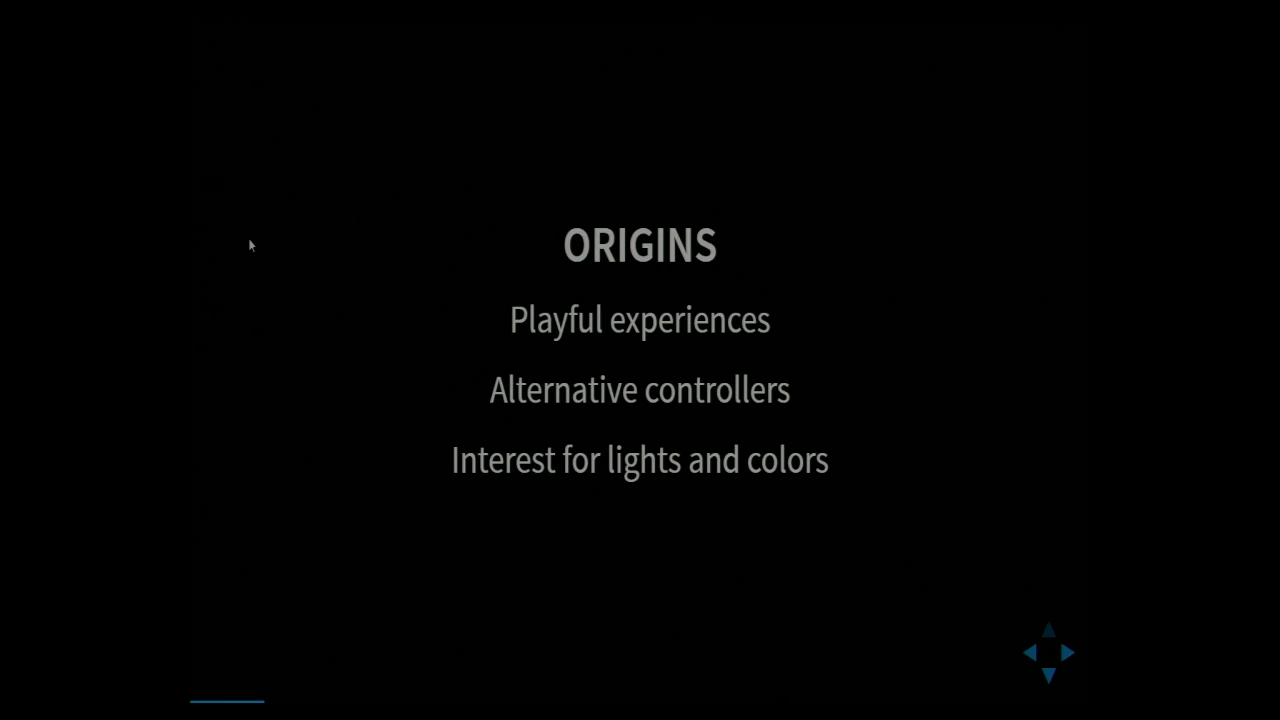 ORIGINS
Playful experiences
Alternative controllers
Interest for lights and colors